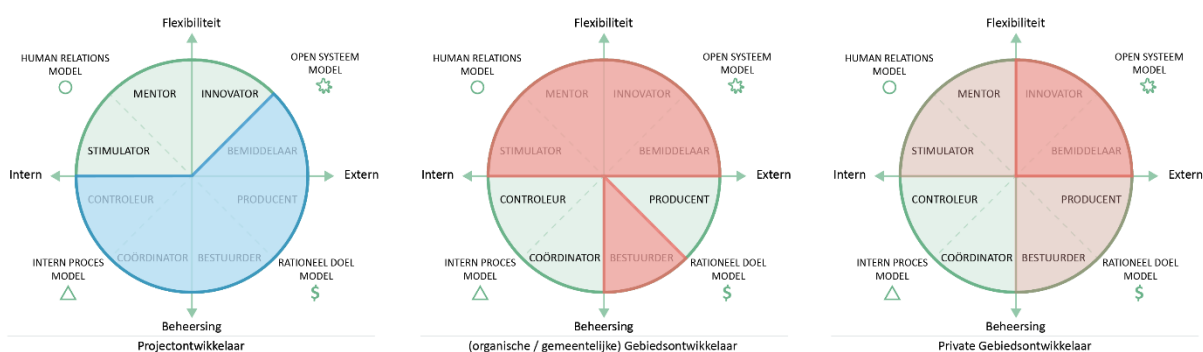 Flexibiliteit
HUMAN RELATIONS
MODEL
OPEN SYSTEEM
MODEL
MENTOR
INNOVATOR
STIMULATOR
BEMIDDELAAR
Intern
Extern
CONTROLEUR
PRODUCENT
COÖRDINATOR
BESTUURDER
INTERN PROCES
MODEL
RATIONEEL DOEL
MODEL
$
Beheersing
Projectontwikkelaar
Flexibiliteit
HUMAN RELATIONS
MODEL
OPEN SYSTEEM
MODEL
MENTOR
INNOVATOR
STIMULATOR
BEMIDDELAAR
Intern
Extern
CONTROLEUR
PRODUCENT
COÖRDINATOR
BESTUURDER
INTERN PROCES
MODEL
RATIONEEL DOEL
MODEL
$
Beheersing
(organische / gemeentelijke) Gebiedsontwikkelaar
Flexibiliteit
HUMAN RELATIONS
MODEL
OPEN SYSTEEM
MODEL
MENTOR
INNOVATOR
STIMULATOR
BEMIDDELAAR
Intern
Extern
CONTROLEUR
PRODUCENT
COÖRDINATOR
BESTUURDER
INTERN PROCES
MODEL
RATIONEEL DOEL
MODEL
$
Beheersing
Private Gebiedsontwikkelaar